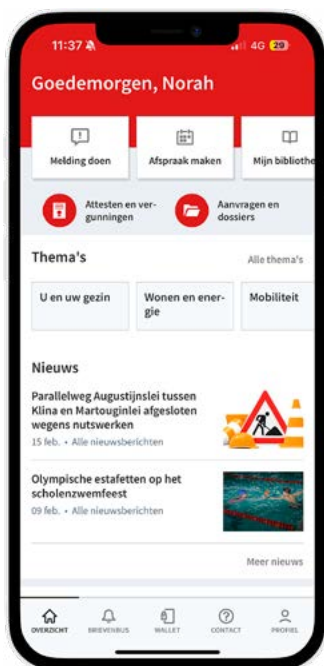 11:37
4G 29
Goedemorgen, Norah
Melding doen
Afspraak maken
Mijn bibliothe
Attesten en ver-
gunningen
Aanvragen en
dossiers
Thema's
Alle thema's
U en uw gezin
Wonen en ener-
gie
Mobiliteit
Nieuws
Parallelweg Augustijnslei tussen
Klina en Martouginlei afgesloten
wegens nutswerken
15 feb. • Alle nieuwsberichten
Olympische estafetten op het
scholenzwemfeest
09 feb. • Alle nieuwsberichten
Meer nieuws
OVERZICHT
BRIEVENBUS
WALLET
CONTACT
PROFIEL